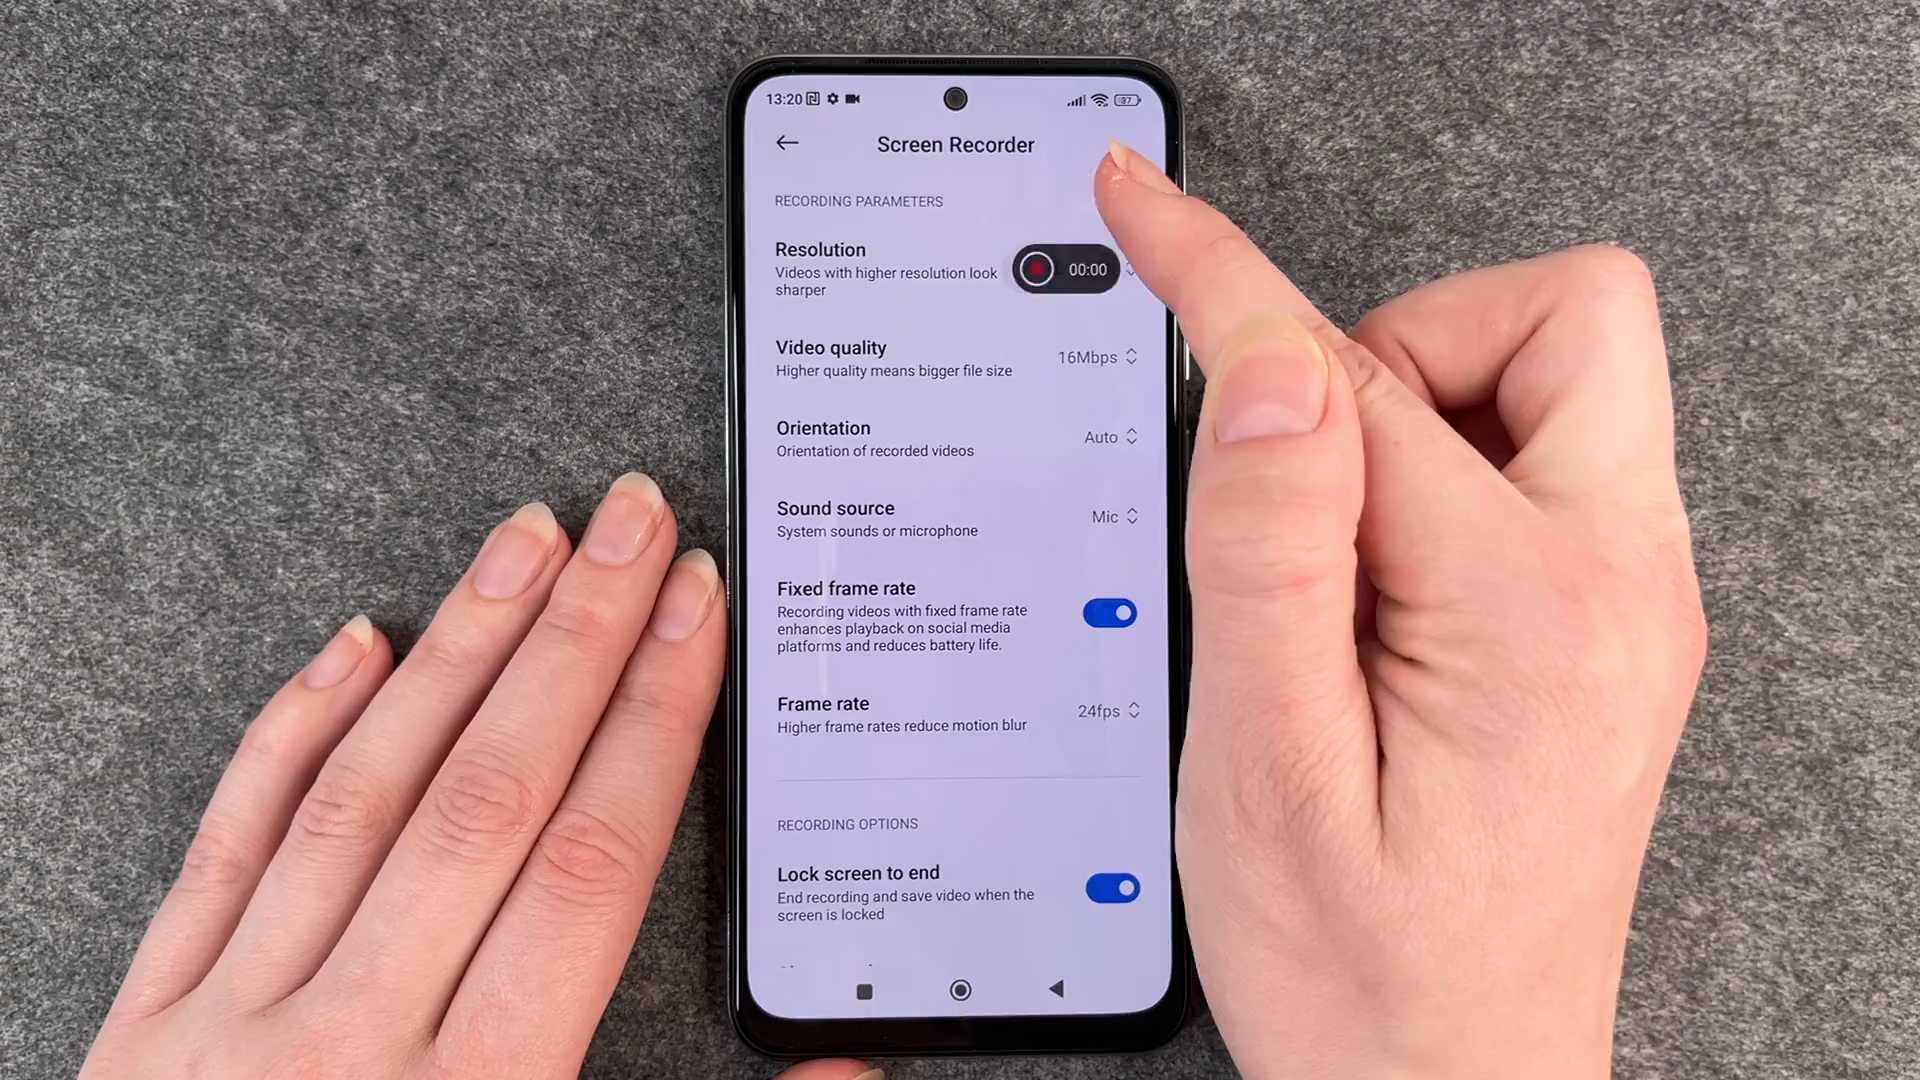 13:20 37
Screen Recorder
RECORDING PARAMETERS
Resolution
Videos with higher resolution look
sharper
00:00
Video quality
Higher quality means bigger file size
16Mbps
Orientation
Orientation of recorded videos
Auto
Sound source
System sounds or microphone
Mic
Fixed frame rate
Recording videos with fixed frame rate
enhances playback on social media
platforms and reduces battery life.
Frame rate
Higher frame rates reduce motion blur
24fps
RECORDING OPTIONS
Lock screen to end
End recording and save video when the
screen is locked